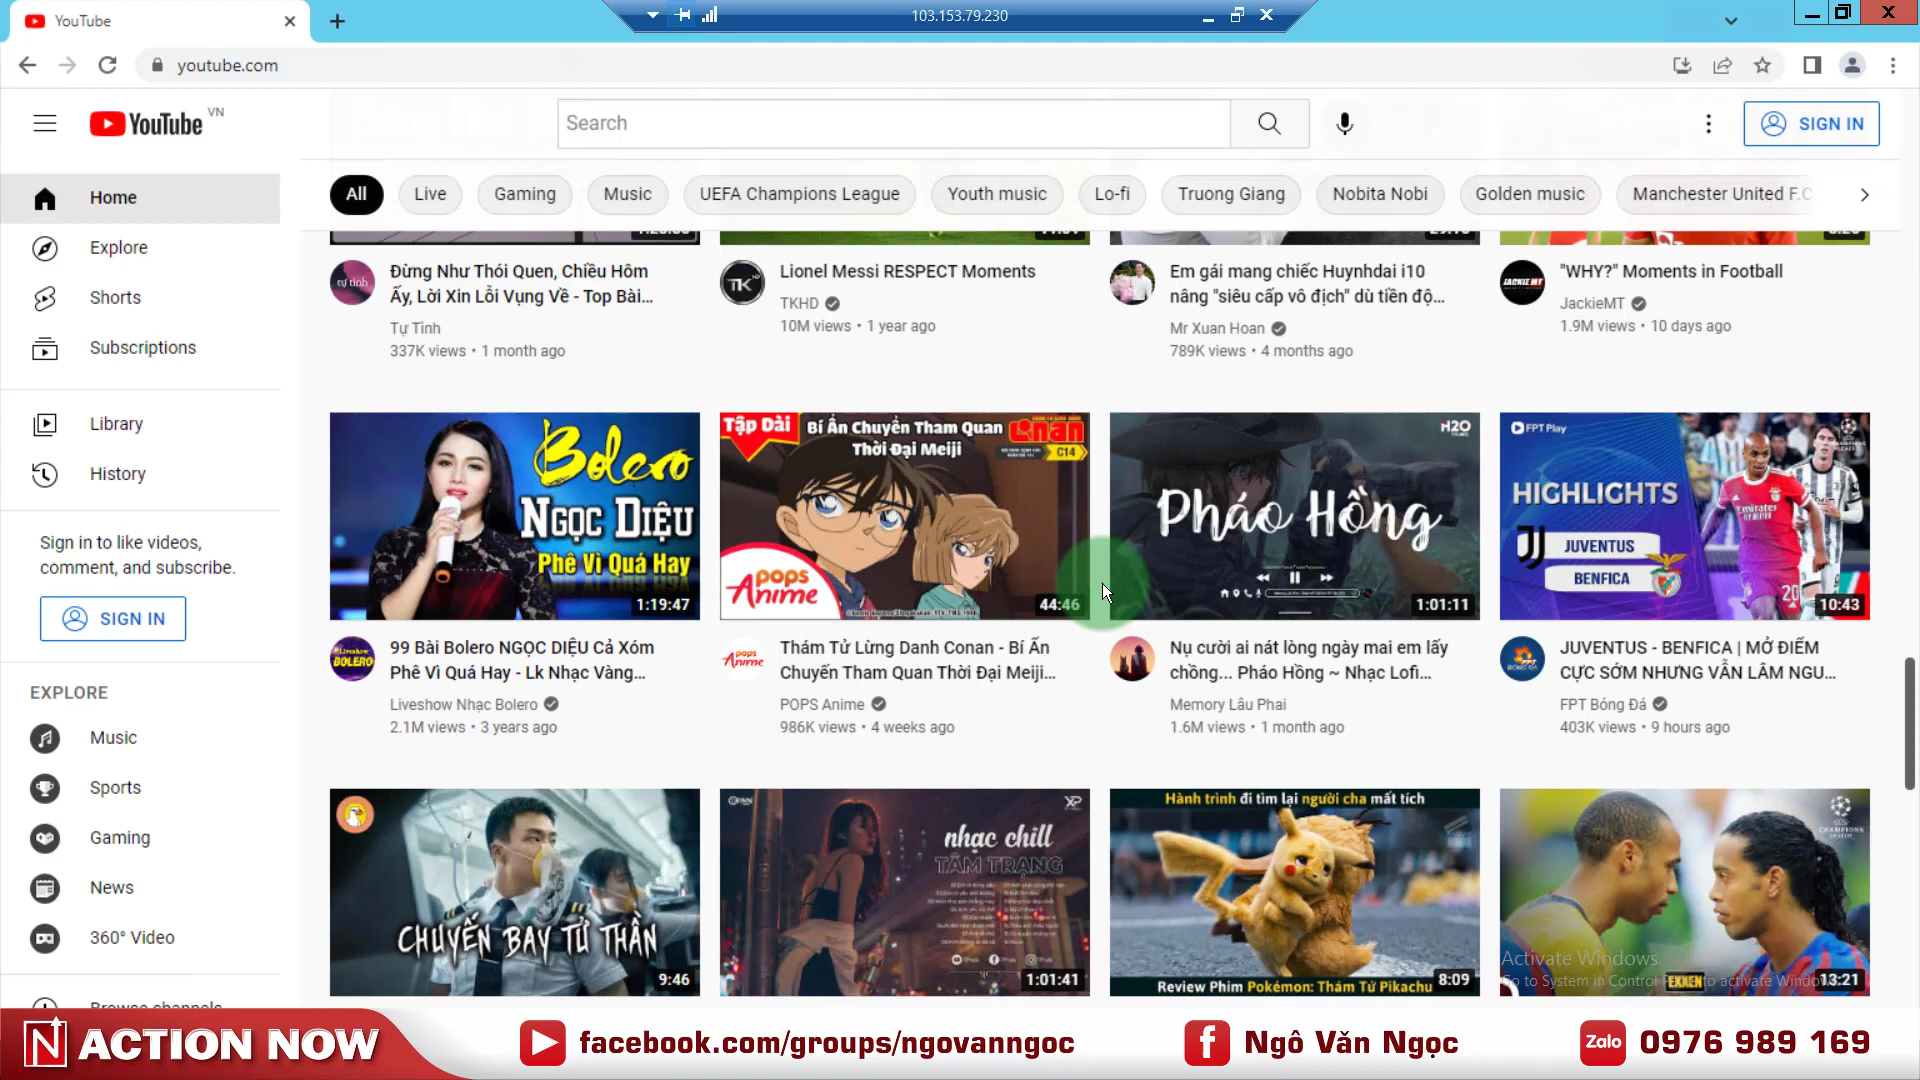 YouTube
103.153.79.230
youtube.com
YouTube VN
Search
SIGN IN
Home
Explore
Shorts
Subscriptions
Library
History
Sign in to like videos,
comment, and subscribe.
SIGN IN
EXPLORE
Music
Sports
Gaming
News
360° Video
Browse channels
All
Live
Gaming
Music
UEFA Champions League
Youth music
Lo-fi
Truong Giang
Nobita Nobi
Golden music
Manchester United F.C
Đừng Như Thói Quen, Chiều Hôm
Ấy, Lời Xin Lỗi Vụng Về - Top Bài...
Tự Tình
337K views • 1 month ago
Lionel Messi RESPECT Moments
TKHD
10M views • 1 year ago
Em gái mang chiếc Huynhdai i10
nâng "siêu cấp vô địch" dù tiền độ...
Mr Xuan Hoan
789K views • 4 months ago
"WHY?" Moments in Football
JackieMT
1.9M views • 10 days ago
Bolero
NGỌC DIỆU
Phê Vì Quá Hay
1:19:47
99 Bài Bolero NGỌC DIỆU Cả Xóm
Phê Vì Quá Hay - Lk Nhạc Vàng...
Liveshow Nhạc Bolero
2.1M views • 3 years ago
Tập Dài
Bí Ẩn Chuyến Tham Quan
Thời Đại Meiji
C14
pops
Anime
44:46
Thám Tử Lừng Danh Conan - Bí Ẩn
Chuyến Tham Quan Thời Đại Meiji...
POPS Anime
986K views • 4 weeks ago
H2O
Pháo Hồng
1:01:11
Nụ cười ai nát lòng ngày mai em lấy
chồng... Pháo Hồng ~ Nhạc Lofi...
Memory Lâu Phai
1.6M views • 1 month ago
FPT Play
HIGHLIGHTS
JUVENTUS
BENFICA
10:43
JUVENTUS - BENFICA | MỞ ĐIỂM
CỰC SỚM NHƯNG VẪN LÂM NGU...
FPT Bóng Đá
403K views • 9 hours ago
CHUYẾN BAY TỬ THẦN
9:46
nhạc chill
TÂM TRẠNG
1:01:41
Hành trình đi tìm lại người cha mất tích
Review Phim Pokémon: Thám Tử Pikachu
8:09
CHAMPIONS
LEAGUE
13:21
Activate Windows
Go to System in Control Panel to activate Windows.
ACTION NOW
facebook.com/groups/ngovanngoc
Ngô Văn Ngọc
Zalo 0976 989 169